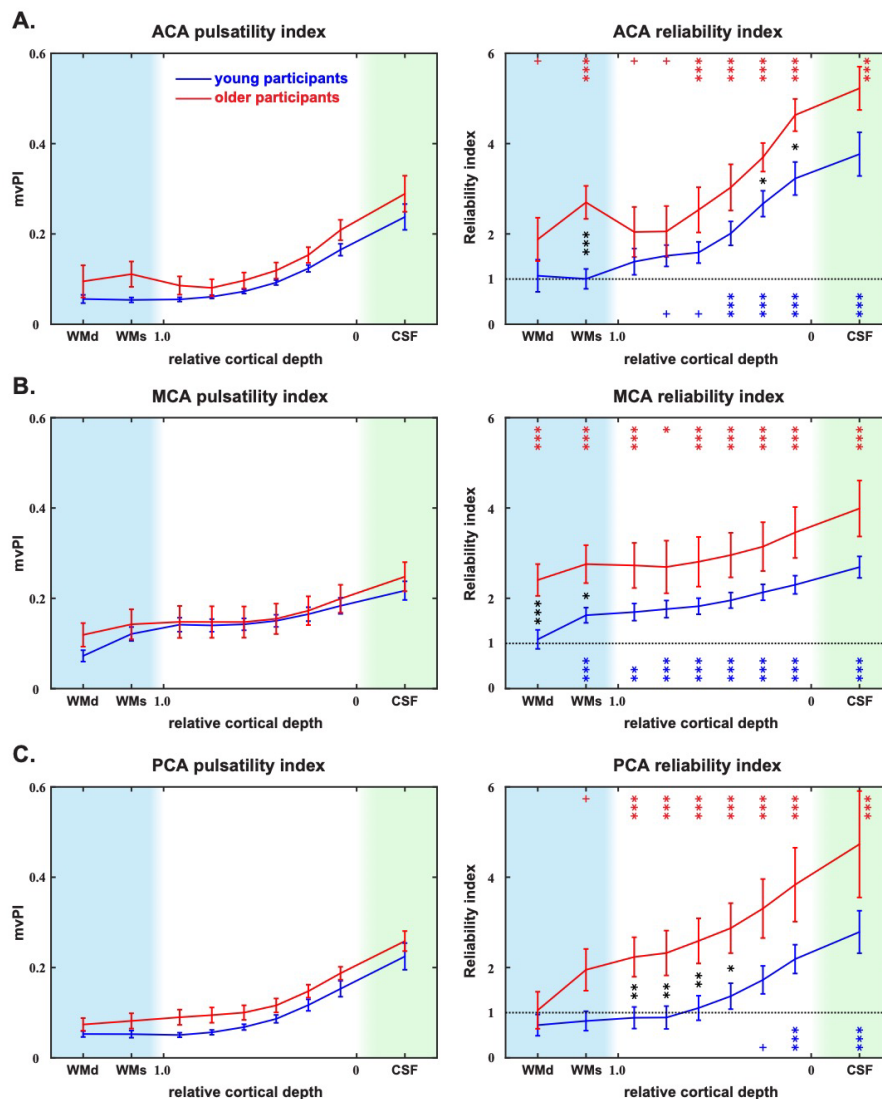 A.
ACA pulsatility index
ACA reliability index
0.6
0.4
0.2
0
mvPI
young participants
older participants
WMd WMs 1.0 0 CSF
relative cortical depth
6
4
2
1
0
Reliability index
+ *** + + *** *** *** *** ***
*** * *
+ + *** *** *** ***
WMd WMs 1.0 0 CSF
relative cortical depth
B.
MCA pulsatility index
MCA reliability index
0.6
0.4
0.2
0
mvPI
WMd WMs 1.0 0 CSF
relative cortical depth
6
4
2
1
0
Reliability index
*** *** *** * *** *** *** *** ***
*** *
*** ** *** *** *** *** *** ***
WMd WMs 1.0 0 CSF
relative cortical depth
C.
PCA pulsatility index
PCA reliability index
0.6
0.4
0.2
0
mvPI
WMd WMs 1.0 0 CSF
relative cortical depth
6
4
2
1
0
Reliability index
+ *** *** *** *** *** *** ***
** ** ** *
+ *** ***
WMd WMs 1.0 0 CSF
relative cortical depth